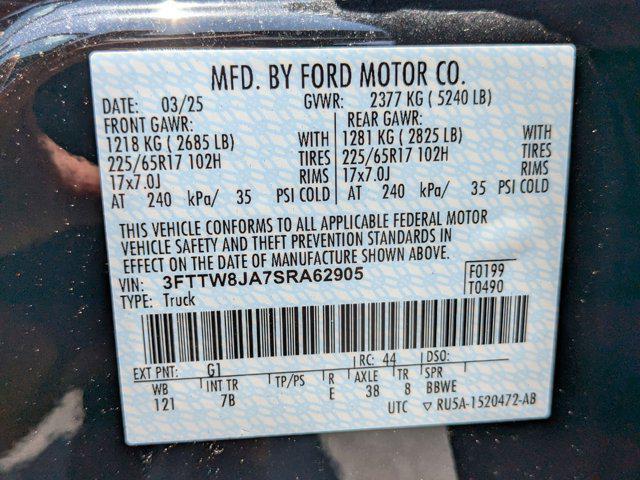 MFD. BY FORD MOTOR CO.
DATE: 03/25 GVWR: 2377 KG ( 5240 LB)
FRONT GAWR: REAR GAWR:
1218 KG ( 2685 LB) WITH 1281 KG ( 2825 LB) WITH
225/65R17 102H TIRES 225/65R17 102H TIRES
17x7.0J RIMS 17x7.0J RIMS
AT 240 kPa/ 35 PSI COLD AT 240 kPa/ 35 PSI COLD
THIS VEHICLE CONFORMS TO ALL APPLICABLE FEDERAL MOTOR
VEHICLE SAFETY AND THEFT PREVENTION STANDARDS IN
EFFECT ON THE DATE OF MANUFACTURE SHOWN ABOVE.
VIN: 3FTTW8JA7SRA62905 F0199
TYPE: Truck T0490
EXT PNT: G1 RC: 44 DSO:
WB INT TR TP/PS R AXLE TR SPR
121 7B E 38 8 BBWE
UTC ▽ RU5A-1520472-AB